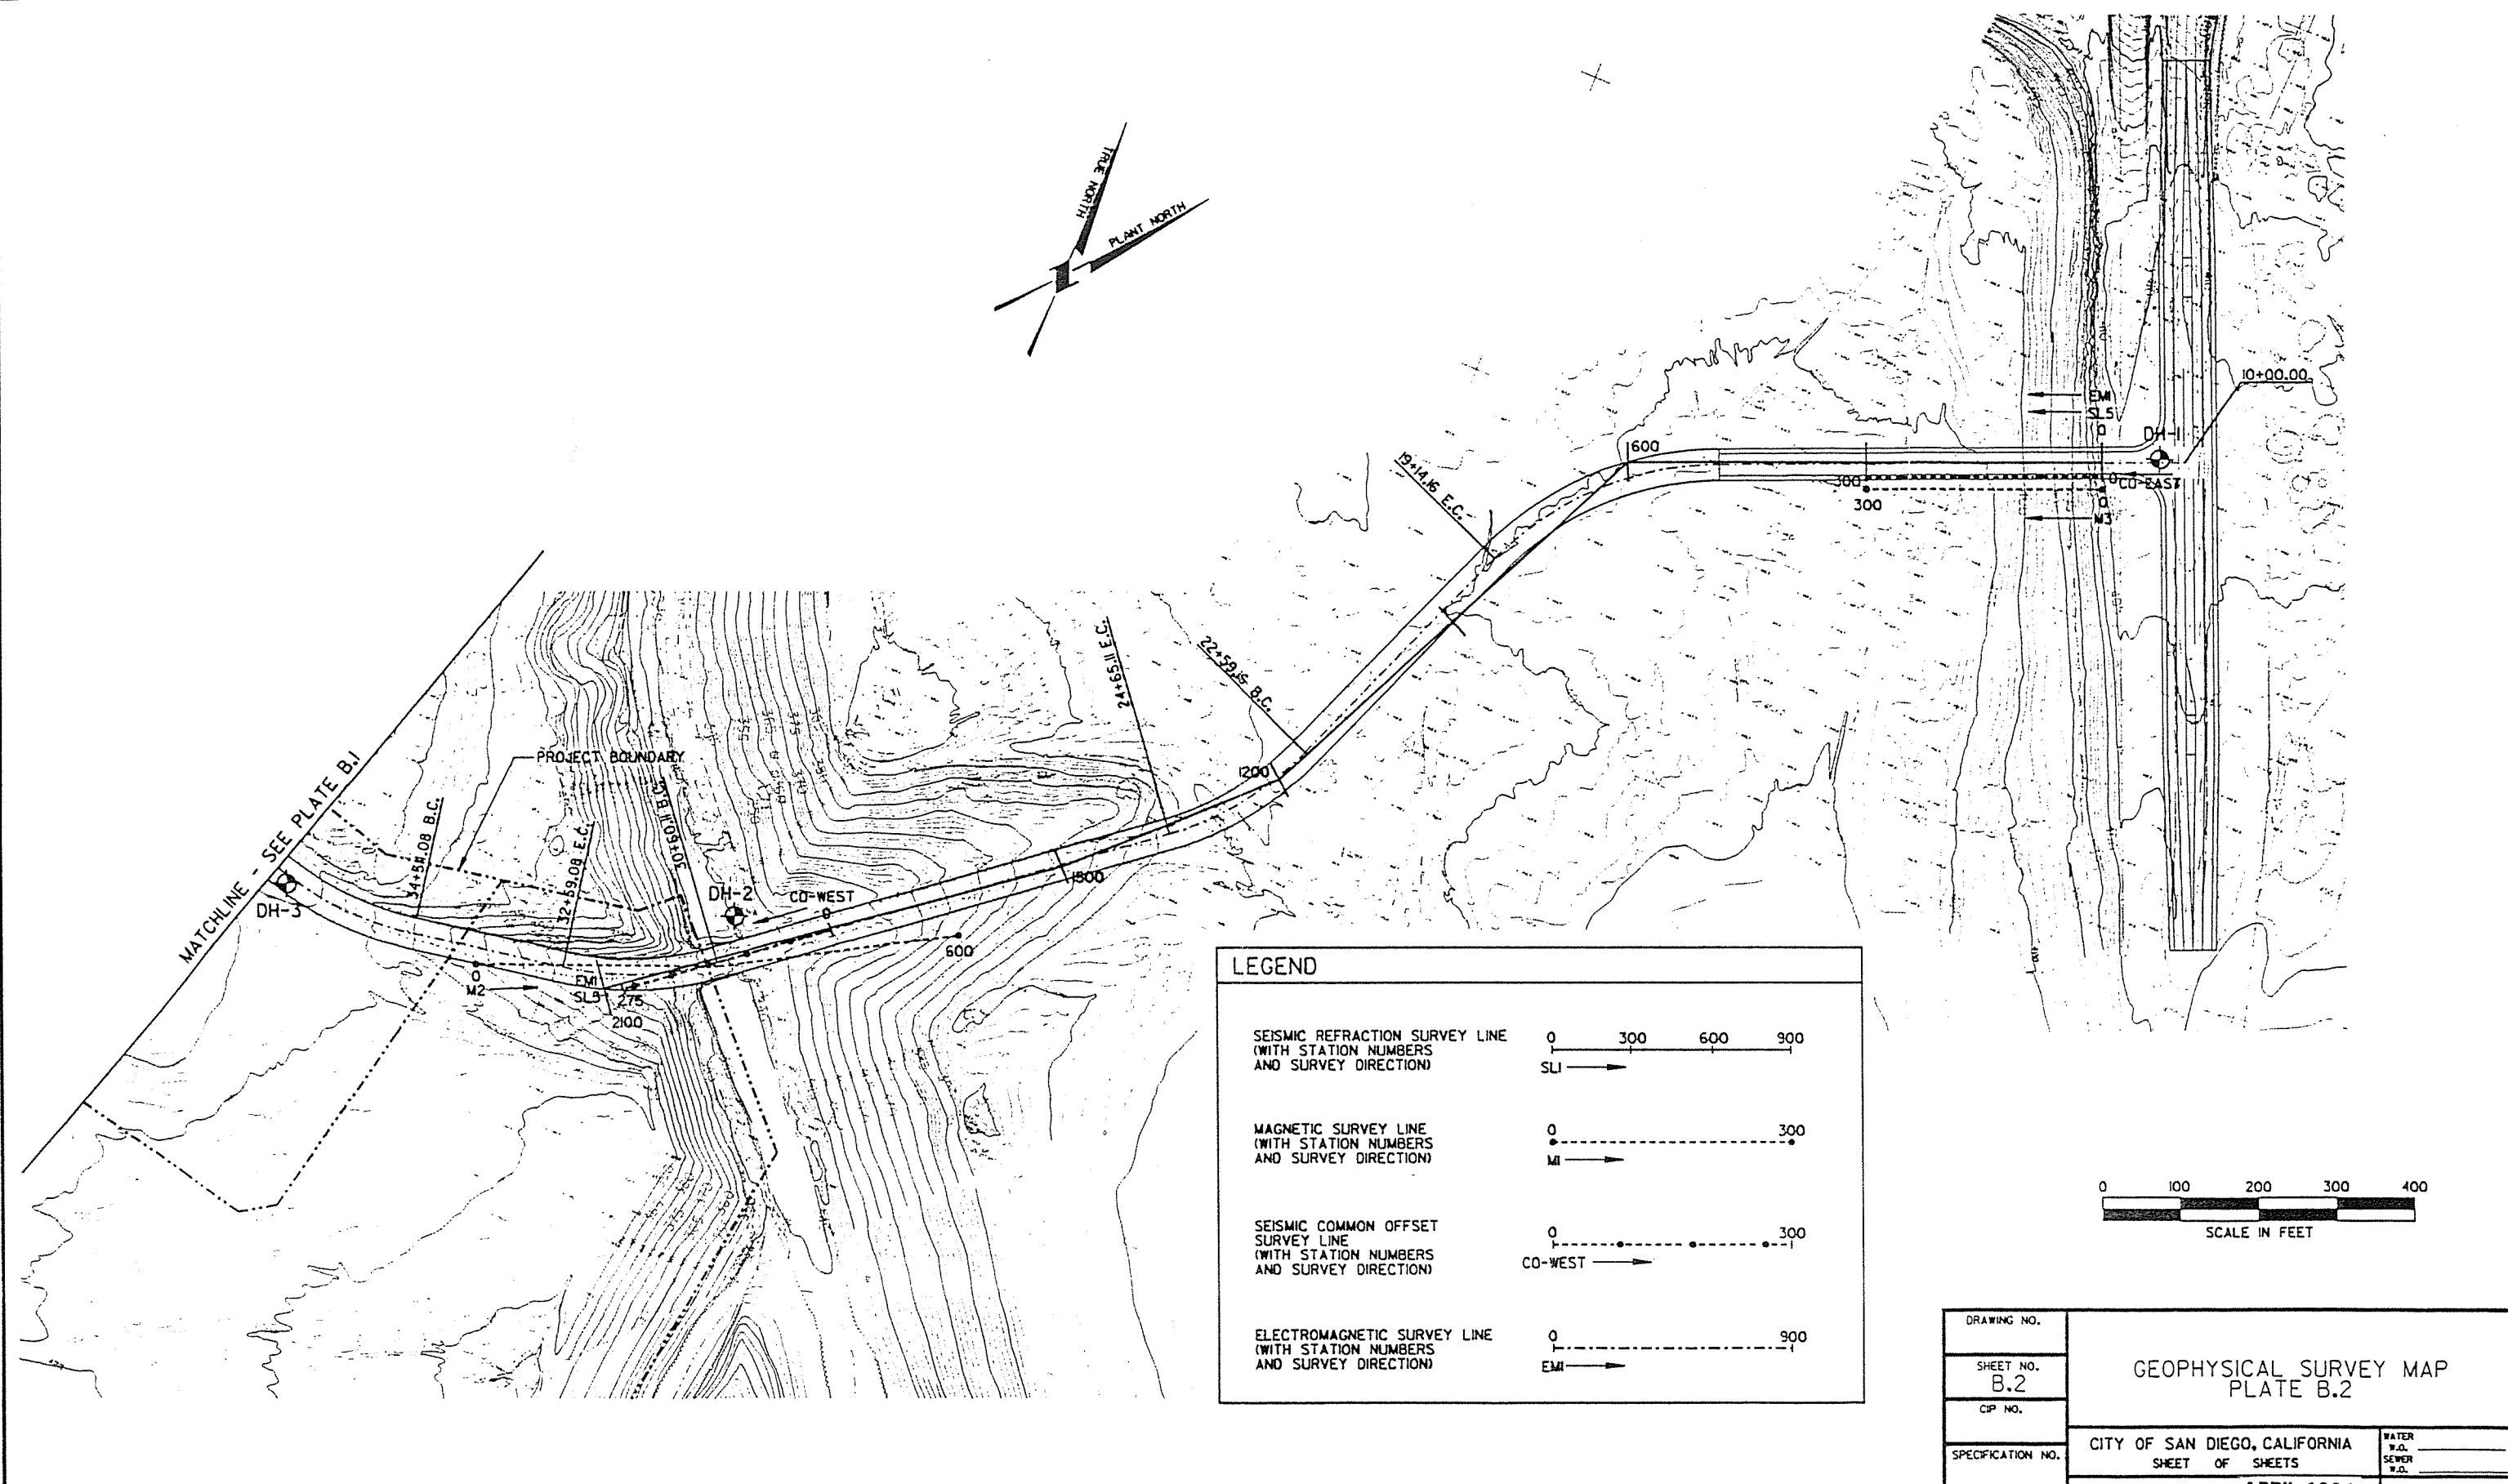 TRUE NORTH
PLANT NORTH
10+00.00
EM1
SL5
0
DH-1
600
19+14.16 E.C.
300
0
CO-EAST
300
0
M3
24+65.11 E.C.
22+59.15 B.C.
1200
PROJECT BOUNDARY
MATCHLINE - SEE PLATE B.1
34+54.08 B.C.
32+59.08 E.C.
30+60.11 B.C.
DH-2
CO-WEST
0
1500
DH-3
600
0
M2
EM1
SL5
275
2100
LEGEND
SEISMIC REFRACTION SURVEY LINE
(WITH STATION NUMBERS
AND SURVEY DIRECTION)
0 300 600 900
SL1
MAGNETIC SURVEY LINE
(WITH STATION NUMBERS
AND SURVEY DIRECTION)
0 300
M1
SEISMIC COMMON OFFSET
SURVEY LINE
(WITH STATION NUMBERS
AND SURVEY DIRECTION)
0 300
CO-WEST
ELECTROMAGNETIC SURVEY LINE
(WITH STATION NUMBERS
AND SURVEY DIRECTION)
0 900
EM1
0 100 200 300 400
SCALE IN FEET
DRAWING NO.
SHEET NO.
B.2
CIP NO.
SPECIFICATION NO.
GEOPHYSICAL SURVEY MAP
PLATE B.2
CITY OF SAN DIEGO, CALIFORNIA
SHEET OF SHEETS
WATER
W.O.
SEWER
W.O.